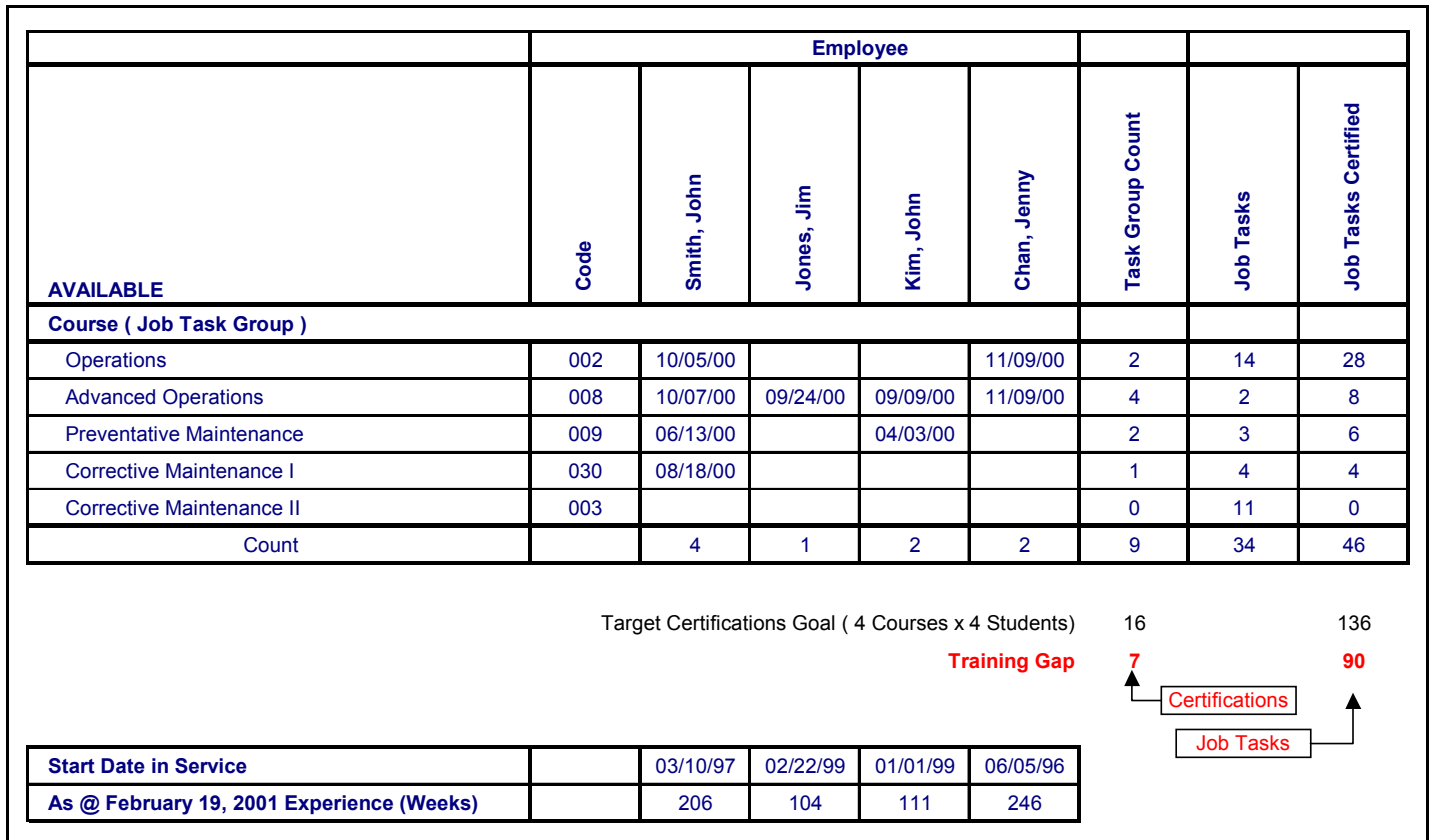 Employee
AVAILABLE Code Smith, John Jones, Jim Kim, John Chan, Jenny Task Group Count Job Tasks Job Tasks Certified
Course ( Job Task Group )
Operations 002 10/05/00 11/09/00 2 14 28
Advanced Operations 008 10/07/00 09/24/00 09/09/00 11/09/00 4 2 8
Preventative Maintenance 009 06/13/00 04/03/00 2 3 6
Corrective Maintenance I 030 08/18/00 1 4 4
Corrective Maintenance II 003 0 11 0
Count 4 1 2 2 9 34 46
Target Certifications Goal ( 4 Courses x 4 Students) 16 136
Training Gap 7 90
Certifications
Job Tasks
Start Date in Service 03/10/97 02/22/99 01/01/99 06/05/96
As @ February 19, 2001 Experience (Weeks) 206 104 111 246